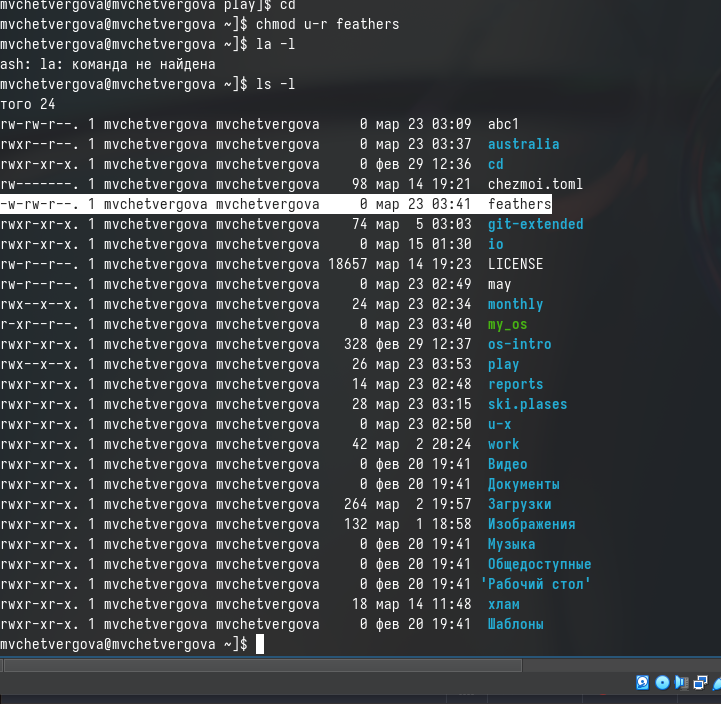 mvchetvergova@mvchetvergova play]$ cd
mvchetvergova@mvchetvergova ~]$ chmod u-r feathers
mvchetvergova@mvchetvergova ~]$ la -l
ash: la: команда не найдена
mvchetvergova@mvchetvergova ~]$ ls -l
того 24
rw-rw-r--. 1 mvchetvergova mvchetvergova     0 мар 23 03:09  abc1
rwxr--r--. 1 mvchetvergova mvchetvergova     0 мар 23 03:37  australia
rwxr-xr-x. 1 mvchetvergova mvchetvergova     0 фев 29 12:36  cd
rw-------. 1 mvchetvergova mvchetvergova    98 мар 14 19:21  chezmoi.toml
-w-rw-r--. 1 mvchetvergova mvchetvergova     0 мар 23 03:41  feathers
rwxr-xr-x. 1 mvchetvergova mvchetvergova    74 мар  5 03:03  git-extended
rwxr-xr-x. 1 mvchetvergova mvchetvergova     0 мар 15 01:30  io
rw-r--r--. 1 mvchetvergova mvchetvergova 18657 мар 14 19:23  LICENSE
rw-r--r--. 1 mvchetvergova mvchetvergova     0 мар 23 02:49  may
rwx--x--x. 1 mvchetvergova mvchetvergova    24 мар 23 02:34  monthly
r-xr--r--. 1 mvchetvergova mvchetvergova     0 мар 23 03:40  my_os
rwxr-xr-x. 1 mvchetvergova mvchetvergova   328 фев 29 12:37  os-intro
rwx--x--x. 1 mvchetvergova mvchetvergova    26 мар 23 03:53  play
rwxr-xr-x. 1 mvchetvergova mvchetvergova    14 мар 23 02:48  reports
rwxr-xr-x. 1 mvchetvergova mvchetvergova    28 мар 23 03:15  ski.plases
rwxr-xr-x. 1 mvchetvergova mvchetvergova     0 мар 23 02:50  u-x
rwxr-xr-x. 1 mvchetvergova mvchetvergova    42 мар  2 20:24  work
rwxr-xr-x. 1 mvchetvergova mvchetvergova     0 фев 20 19:41  Видео
rwxr-xr-x. 1 mvchetvergova mvchetvergova     0 фев 20 19:41  Документы
rwxr-xr-x. 1 mvchetvergova mvchetvergova   264 мар  2 19:57  Загрузки
rwxr-xr-x. 1 mvchetvergova mvchetvergova   132 мар  1 18:58  Изображения
rwxr-xr-x. 1 mvchetvergova mvchetvergova     0 фев 20 19:41  Музыка
rwxr-xr-x. 1 mvchetvergova mvchetvergova     0 фев 20 19:41  Общедоступные
rwxr-xr-x. 1 mvchetvergova mvchetvergova     0 фев 20 19:41 'Рабочий стол'
rwxr-xr-x. 1 mvchetvergova mvchetvergova    18 мар 14 11:48  хлам
rwxr-xr-x. 1 mvchetvergova mvchetvergova     0 фев 20 19:41  Шаблоны
mvchetvergova@mvchetvergova ~]$